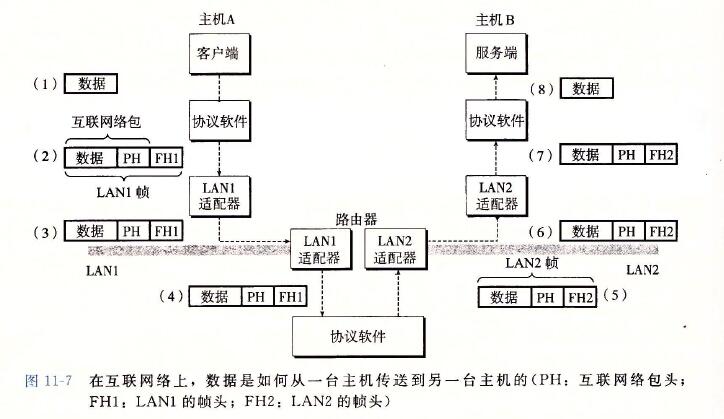 主机A
主机B
客户端
服务端
(1) 数据
(8) 数据
互联网络包
协议软件
协议软件
(2) 数据 PH FH1
(7) 数据 PH FH2
LAN1 帧
LAN1
适配器
LAN2
适配器
路由器
(3) 数据 PH FH1
(6) 数据 PH FH2
LAN1
适配器
LAN2
适配器
LAN1
LAN2 帧
LAN2
(4) 数据 PH FH1
数据 PH FH2 (5)
协议软件
图 11-7 在互联网络上，数据是如何从一台主机传送到另一台主机的(PH：互联网络包头；
FH1：LAN1 的帧头；FH2：LAN2 的帧头)